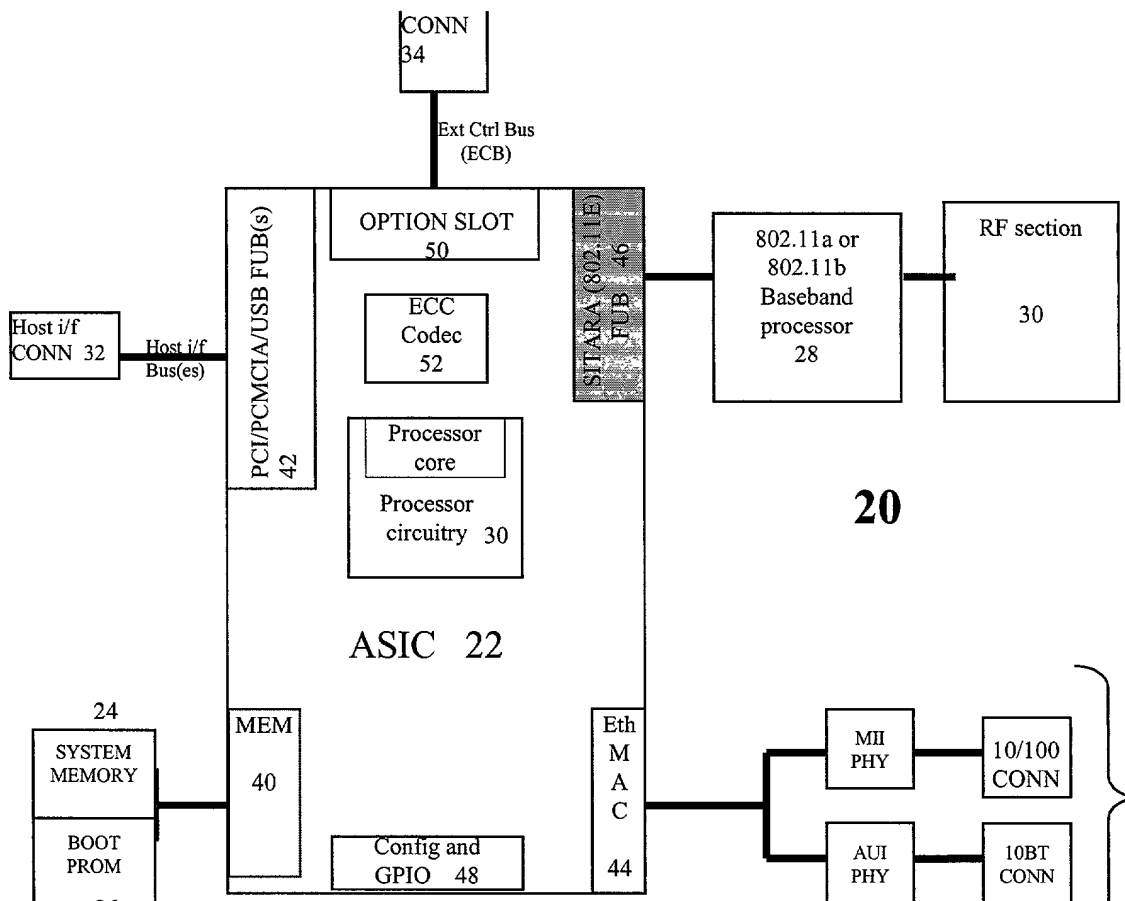 CONN
34
Ext Ctrl Bus
(ECB)
OPTION SLOT
50
SITARA (802.11E)
FUB 46
802.11a or
802.11b
Baseband
processor
28
RF section
30
PCI/PCMCIA/USB FUB(s)
42
ECC
Codec
52
Host i/f
CONN 32
Host i/f
Bus(es)
Processor
core
Processor
circuitry 30
20
ASIC 22
24
SYSTEM
MEMORY
BOOT
PROM
MEM
40
Config and
GPIO 48
Eth
M
A
C
44
MII
PHY
10/100
CONN
AUI
PHY
10BT
CONN